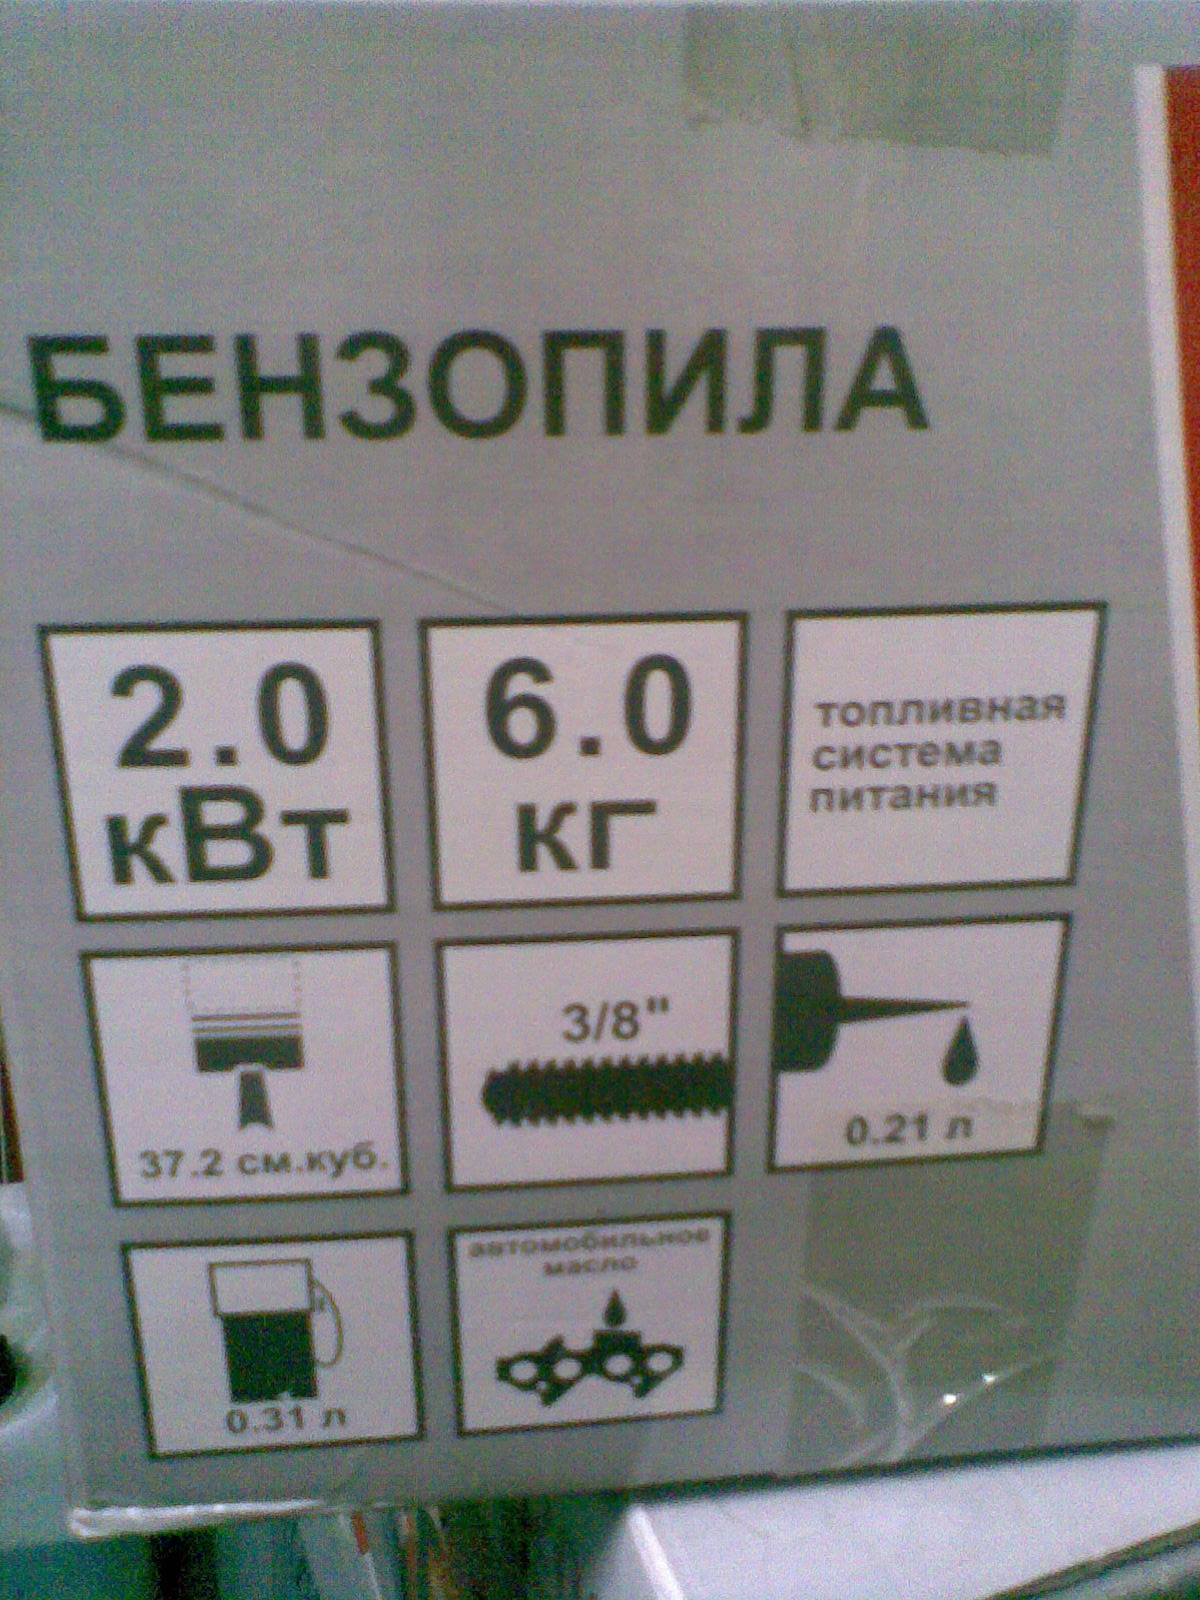 БЕНЗОПИЛА
2.0
кВт
6.0
кг
топливная
система
питания
37.2 см.куб.
3/8"
0.21 л
0.31 л
автомобильное
масло